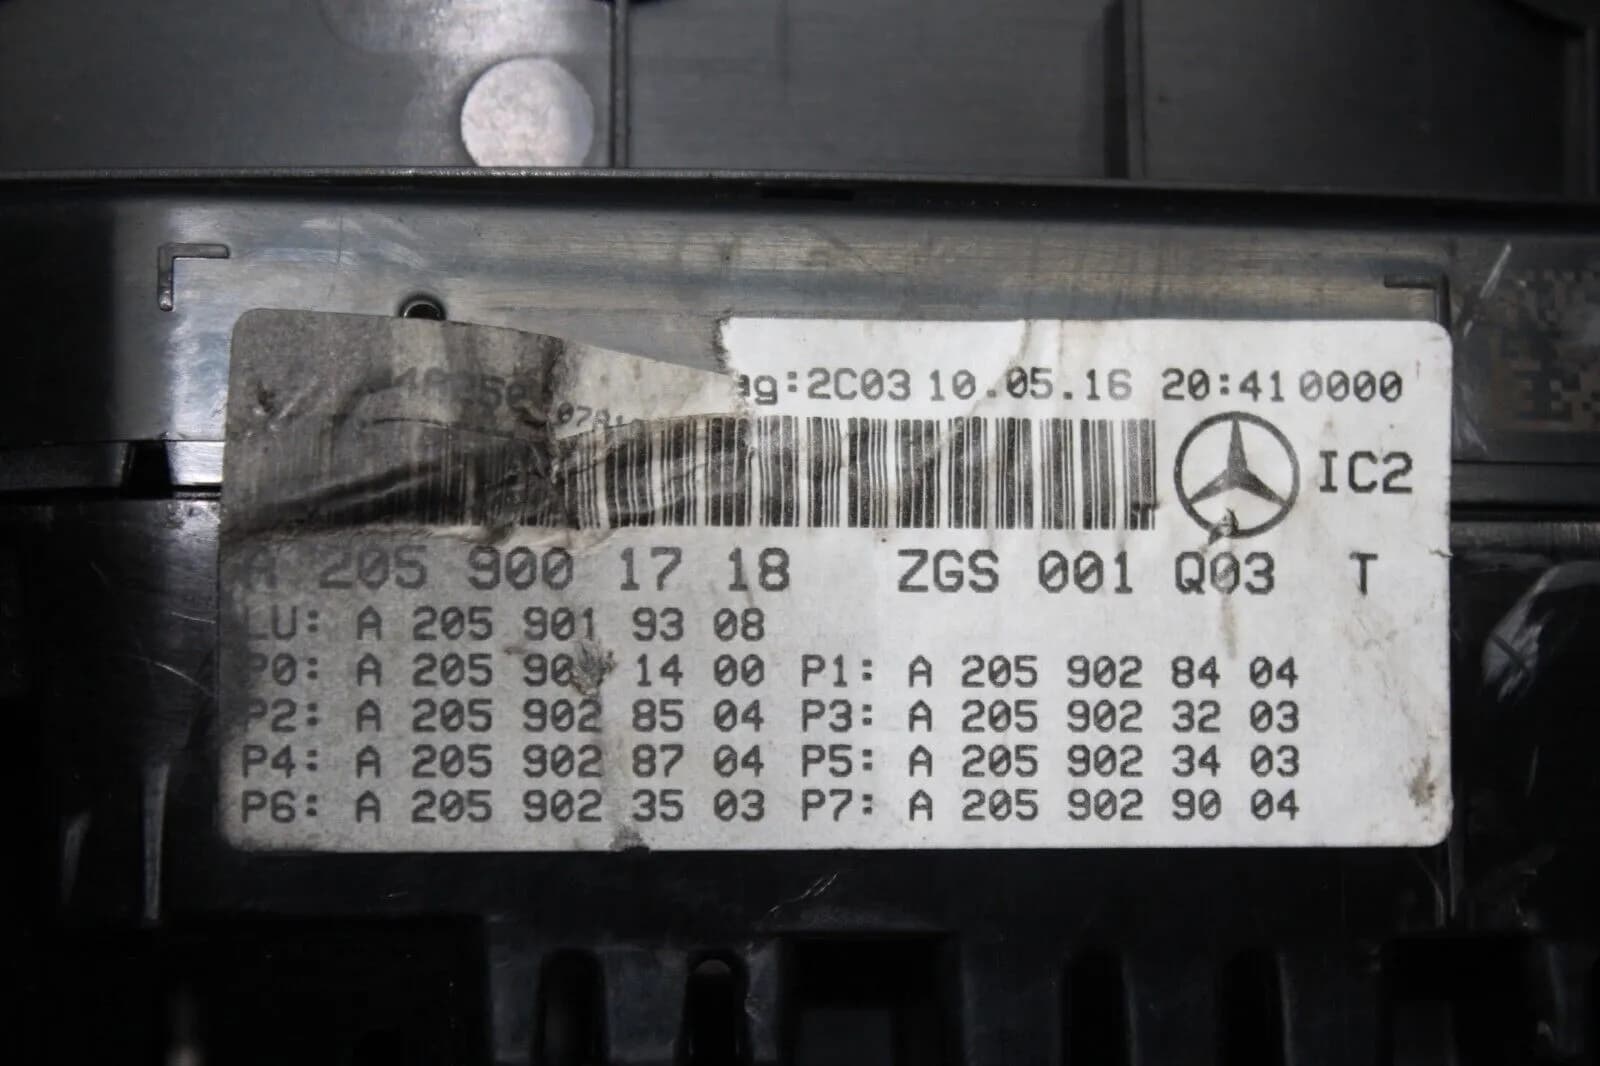 :2C03 10.05.16 20:41 0000
IC2
A 205 900 17 18 ZGS 001 Q03 T
LU: A 205 901 93 08
P0: A 205 14 00 P1: A 205 902 84 04
P2: A 205 902 85 04 P3: A 205 902 32 03
P4: A 205 902 87 04 P5: A 205 902 34 03
P6: A 205 902 35 03 P7: A 205 902 90 04